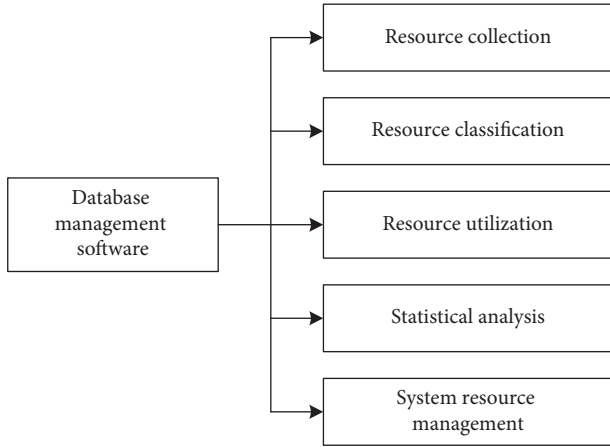 Database
management
software
Resource collection
Resource classification
Resource utilization
Statistical analysis
System resource
management